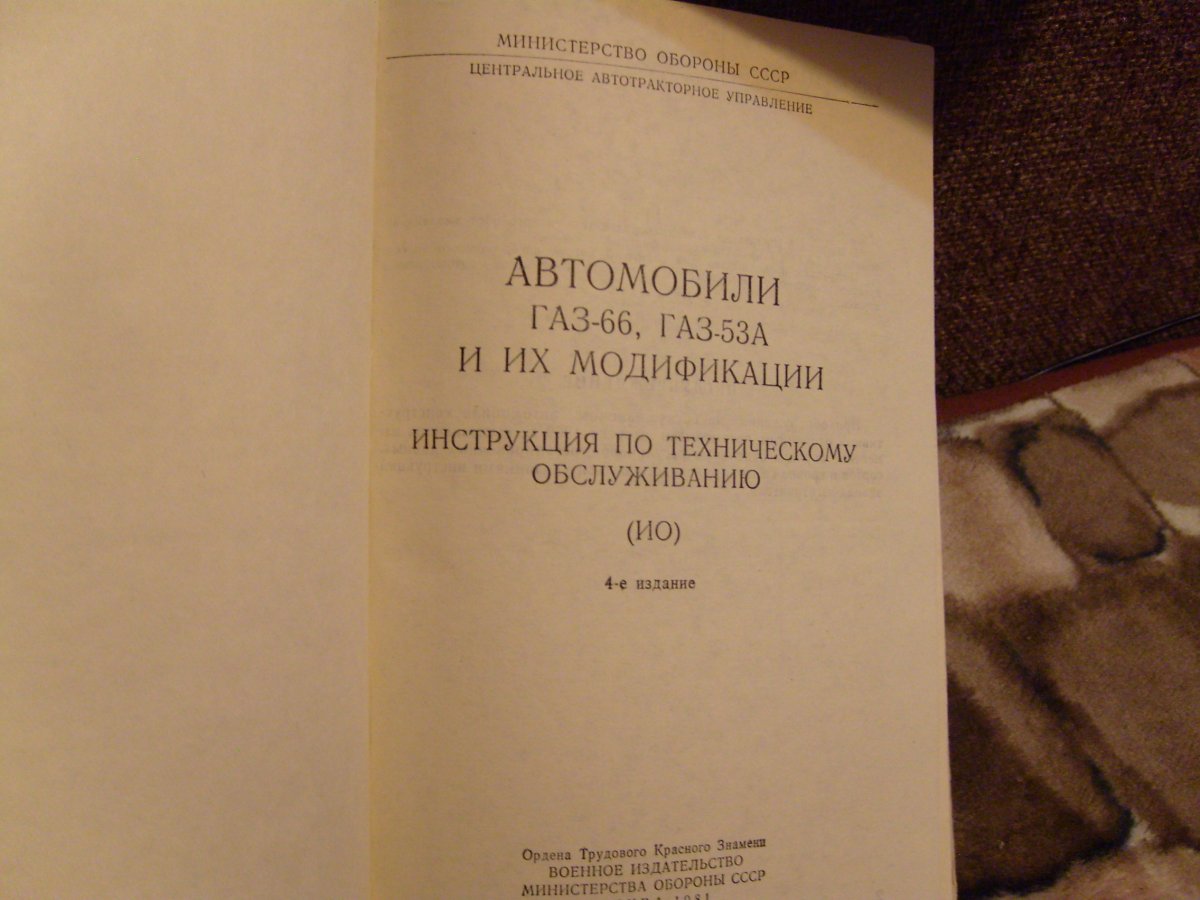 МИНИСТЕРСТВО ОБОРОНЫ СССР
ЦЕНТРАЛЬНОЕ АВТОТРАКТОРНОЕ УПРАВЛЕНИЕ
АВТОМОБИЛИ
ГАЗ-66, ГАЗ-53А
И ИХ МОДИФИКАЦИИ
ИНСТРУКЦИЯ ПО ТЕХНИЧЕСКОМУ
ОБСЛУЖИВАНИЮ
(ИО)
4-е издание
Ордена Трудового Красного Знамени
ВОЕННОЕ ИЗДАТЕЛЬСТВО
МИНИСТЕРСТВА ОБОРОНЫ СССР
1981